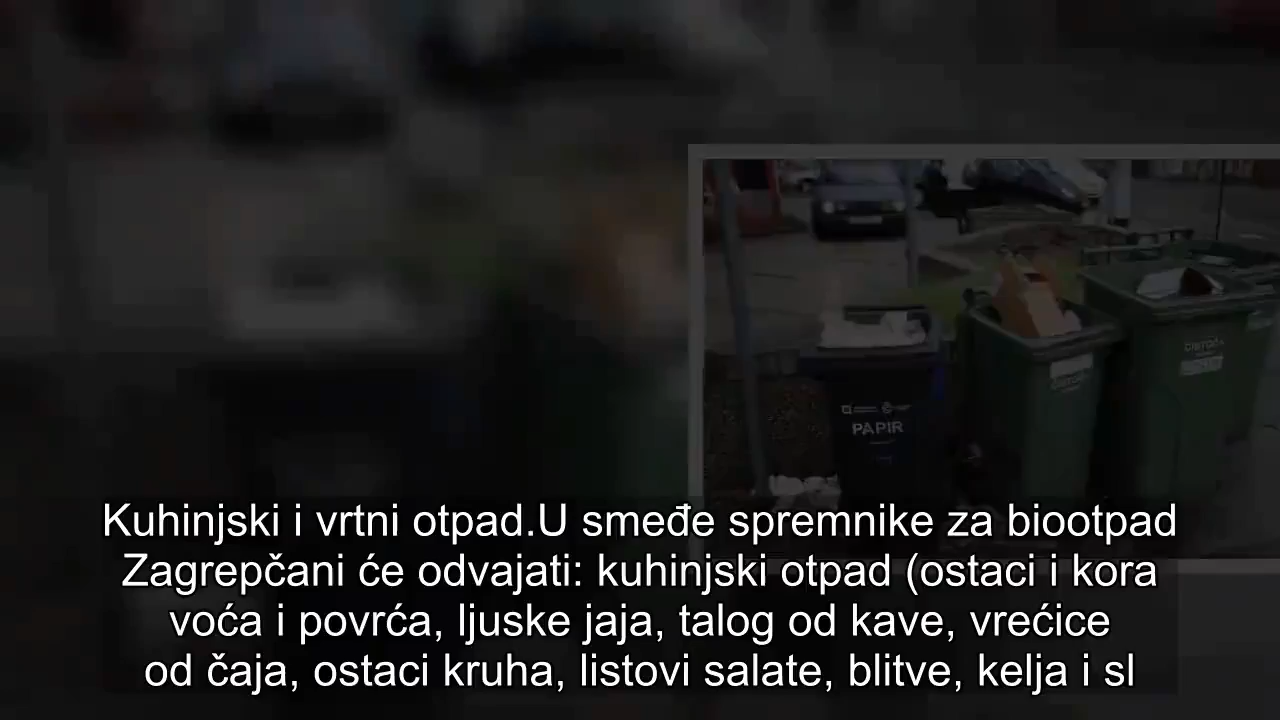 PAPIR
Kuhinjski i vrtni otpad.U smeđe spremnike za biootpad
Zagrepčani će odvajati: kuhinjski otpad (ostaci i kora
voća i povrća, ljuske jaja, talog od kave, vrećice
od čaja, ostaci kruha, listovi salate, blitve, kelja i sl